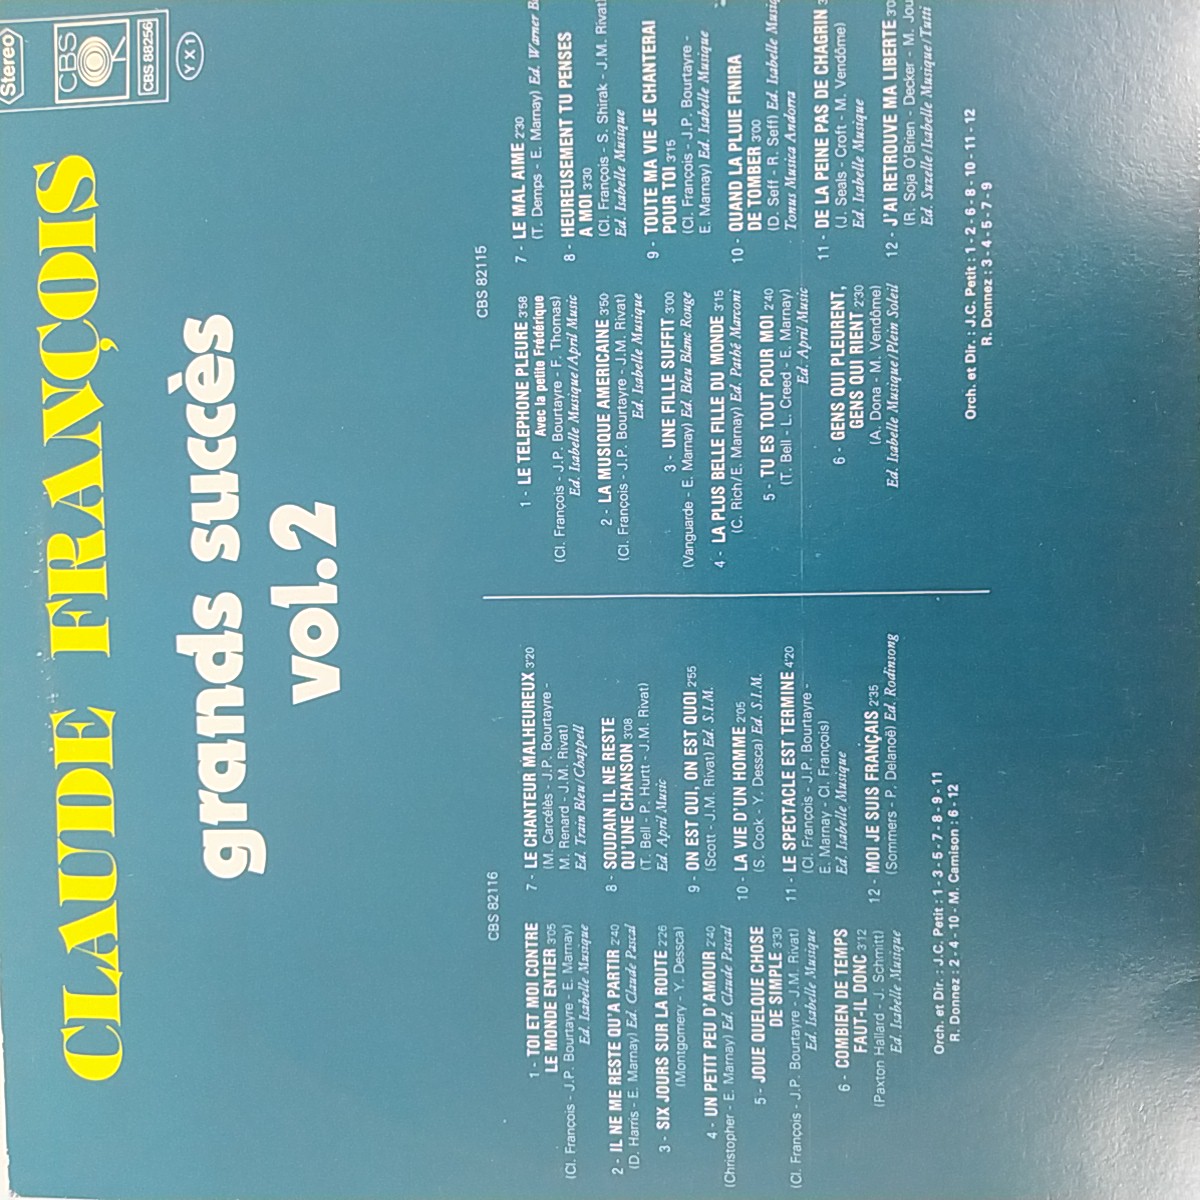 CLAUDE FRANÇOIS
Stereo
CBS
CBS 88256
Y X 1
grands succès
vol.2
CBS 82116
1 - TOI ET MOI CONTRE
LE MONDE ENTIER 3'05
(Cl. François - J.P. Bourtayre - E. Marnay)
Ed. Isabelle Musique
2 - IL NE ME RESTE QU'A PARTIR 2'40
(D. Harris - E. Marnay) Ed. Claude Pascal
3 - SIX JOURS SUR LA ROUTE 2'26
(Montgomery - Y. Dessca)
4 - UN PETIT PEU D'AMOUR 2'40
(Christopher - E. Marnay) Ed. Claude Pascal
5 - JOUE QUELQUE CHOSE
DE SIMPLE 3'30
(Cl. François - J.P. Bourtayre - J.M. Rivat)
Ed. Isabelle Musique
6 - COMBIEN DE TEMPS
FAUT-IL DONC 3'12
(Paxton Hallard - J. Schmitt)
Ed. Isabelle Musique
7 - LE CHANTEUR MALHEUREUX 3'20
(M. Carcélès - J.P. Bourtayre -
M. Renard - J.M. Rivat)
Ed. Train Bleu/Chappell
8 - SOUDAIN IL NE RESTE
QU'UNE CHANSON 3'08
(T. Bell - P. Hurtt - J.M. Rivat)
Ed. April Music
9 - ON EST QUI, ON EST QUOI 2'55
(Scott - J.M. Rivat) Ed. S.I.M.
10 - LA VIE D'UN HOMME 2'05
(S. Cook - Y. Dessca) Ed. S.I.M.
11 - LE SPECTACLE EST TERMINE 4'20
(Cl. François - J.P. Bourtayre -
E. Marnay - Cl. François)
Ed. Isabelle Musique
12 - MOI JE SUIS FRANÇAIS 2'35
(Sommers - P. Delanoë) Ed. Rodinsong
Orch. et Dir. : J.C. Petit : 1 - 3 - 5 - 7 - 8 - 9 - 11
R. Donnez : 2 - 4 - 10 - M. Camison : 6 - 12
CBS 82115
1 - LE TELEPHONE PLEURE 3'58
Avec la petite Frédérique
(Cl. François - J.P. Bourtayre - F. Thomas)
Ed. Isabelle Musique/April Music
2 - LA MUSIQUE AMERICAINE 3'50
(Cl. François - J.P. Bourtayre - J.M. Rivat)
Ed. Isabelle Musique
3 - UNE FILLE SUFFIT 3'00
(Vanguarde - E. Marnay) Ed. Bleu Blanc Rouge
4 - LA PLUS BELLE FILLE DU MONDE 3'15
(C. Rich/E. Marnay) Ed. Pathé Marconi
5 - TU ES TOUT POUR MOI 2'40
(T. Bell - L. Creed - E. Marnay)
Ed. April Music
6 - GENS QUI PLEURENT,
GENS QUI RIENT 2'30
(A. Dona - M. Vendôme)
Ed. Isabelle Musique/Plein Soleil
7 - LE MAL AIME 2'30
(T. Demps - E. Marnay) Ed. Warner
8 - HEUREUSEMENT TU PENSES
A MOI 3'30
(Cl. François - S. Shirak - J.M. Rivat)
Ed. Isabelle Musique
9 - TOUTE MA VIE JE CHANTERAI
POUR TOI 3'15
(Cl. François - J.P. Bourtayre -
E. Marnay) Ed. Isabelle Musique
10 - QUAND LA PLUIE FINIRA
DE TOMBER 3'00
(D. Seff - R. Seff) Ed. Isabelle
Tonus Musica Andorra
11 - DE LA PEINE PAS DE CHAGRIN
(J. Seals - Croft - M. Vendôme)
Ed. Isabelle Musique
12 - J'AI RETROUVE MA LIBERTE
(R. Soja O'Brien - Decker - M.
Ed. Suzelle/Isabelle Musique/Tutti
Orch. et Dir. : J.C. Petit : 1 - 2 - 6 - 8 - 10 - 11 - 12
R. Donnez : 3 - 4 - 5 - 7 - 9